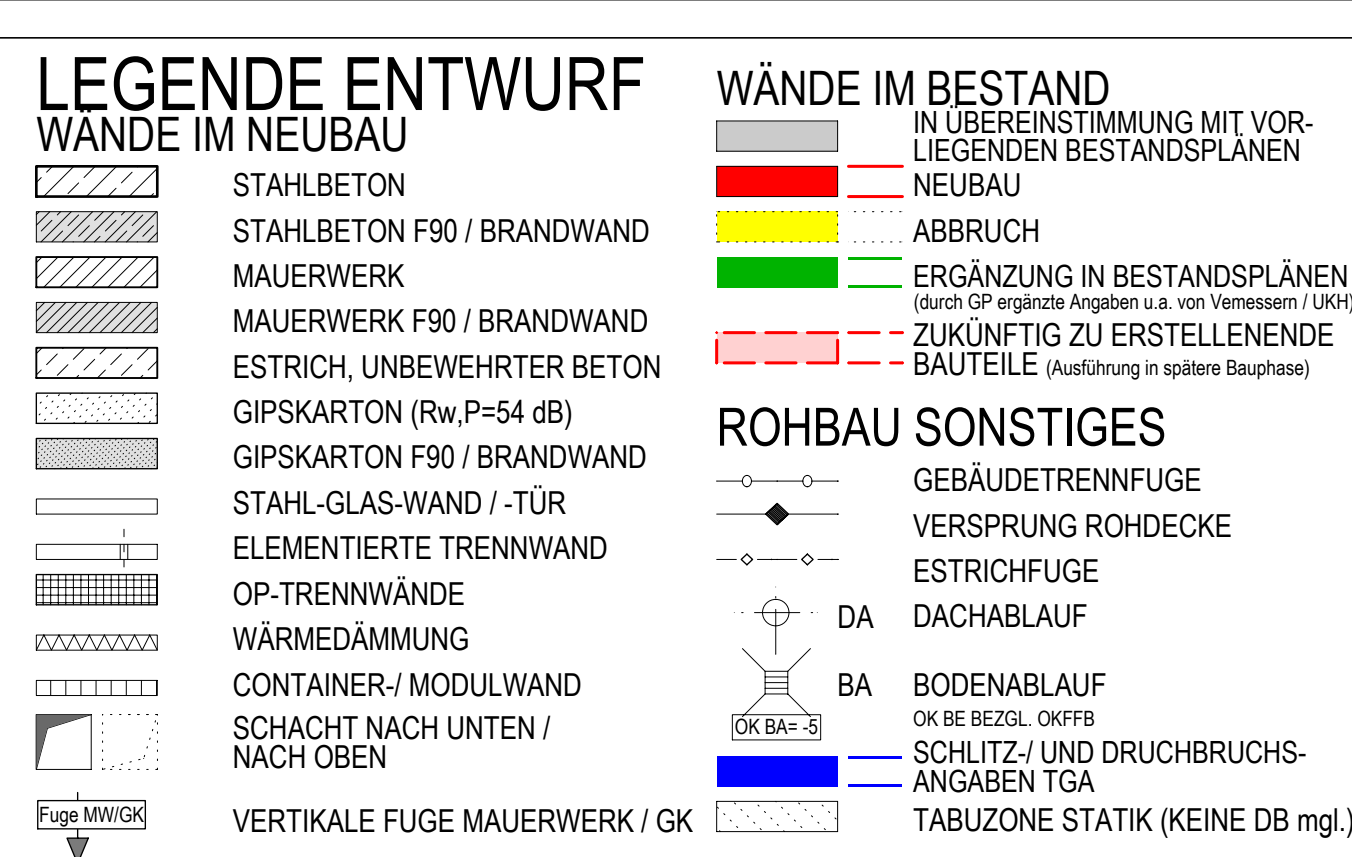 LEGENDE ENTWURF
WÄNDE IM NEUBAU
STAHLBETON
STAHLBETON F90 / BRANDWAND
MAUERWERK
MAUERWERK F90 / BRANDWAND
ESTRICH, UNBEWEHRTER BETON
GIPSKARTON (Rw,P=54 dB)
GIPSKARTON F90 / BRANDWAND
STAHL-GLAS-WAND / -TÜR
ELEMENTIERTE TRENNWAND
OP-TRENNWÄNDE
WÄRMEDÄMMUNG
CONTAINER-/ MODULWAND
SCHACHT NACH UNTEN /
NACH OBEN
Fuge MW/GK
VERTIKALE FUGE MAUERWERK / GK
WÄNDE IM BESTAND
IN ÜBEREINSTIMMUNG MIT VOR-
LIEGENDEN BESTANDSPLÄNEN
NEUBAU
ABBRUCH
ERGÄNZUNG IN BESTANDSPLÄNEN
(durch GP ergänzte Angaben u.a. von Vemessern / UKH)
ZUKÜNFTIG ZU ERSTELLENENDE
BAUTEILE (Ausführung in spätere Bauphase)
ROHBAU SONSTIGES
GEBÄUDETRENNFUGE
VERSPRUNG ROHDECKE
ESTRICHFUGE
DA DACHABLAUF
BA BODENABLAUF
OK BE BEZGL. OKFFB
OK BA= -5
SCHLITZ-/ UND DRUCHBRUCHS-
ANGABEN TGA
TABUZONE STATIK (KEINE DB mgl.)